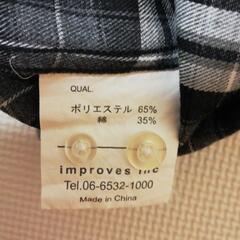 QUAL.
ポリエステル 65%
綿 35%
improves inc
Tel.06-6532-1000
Made in China